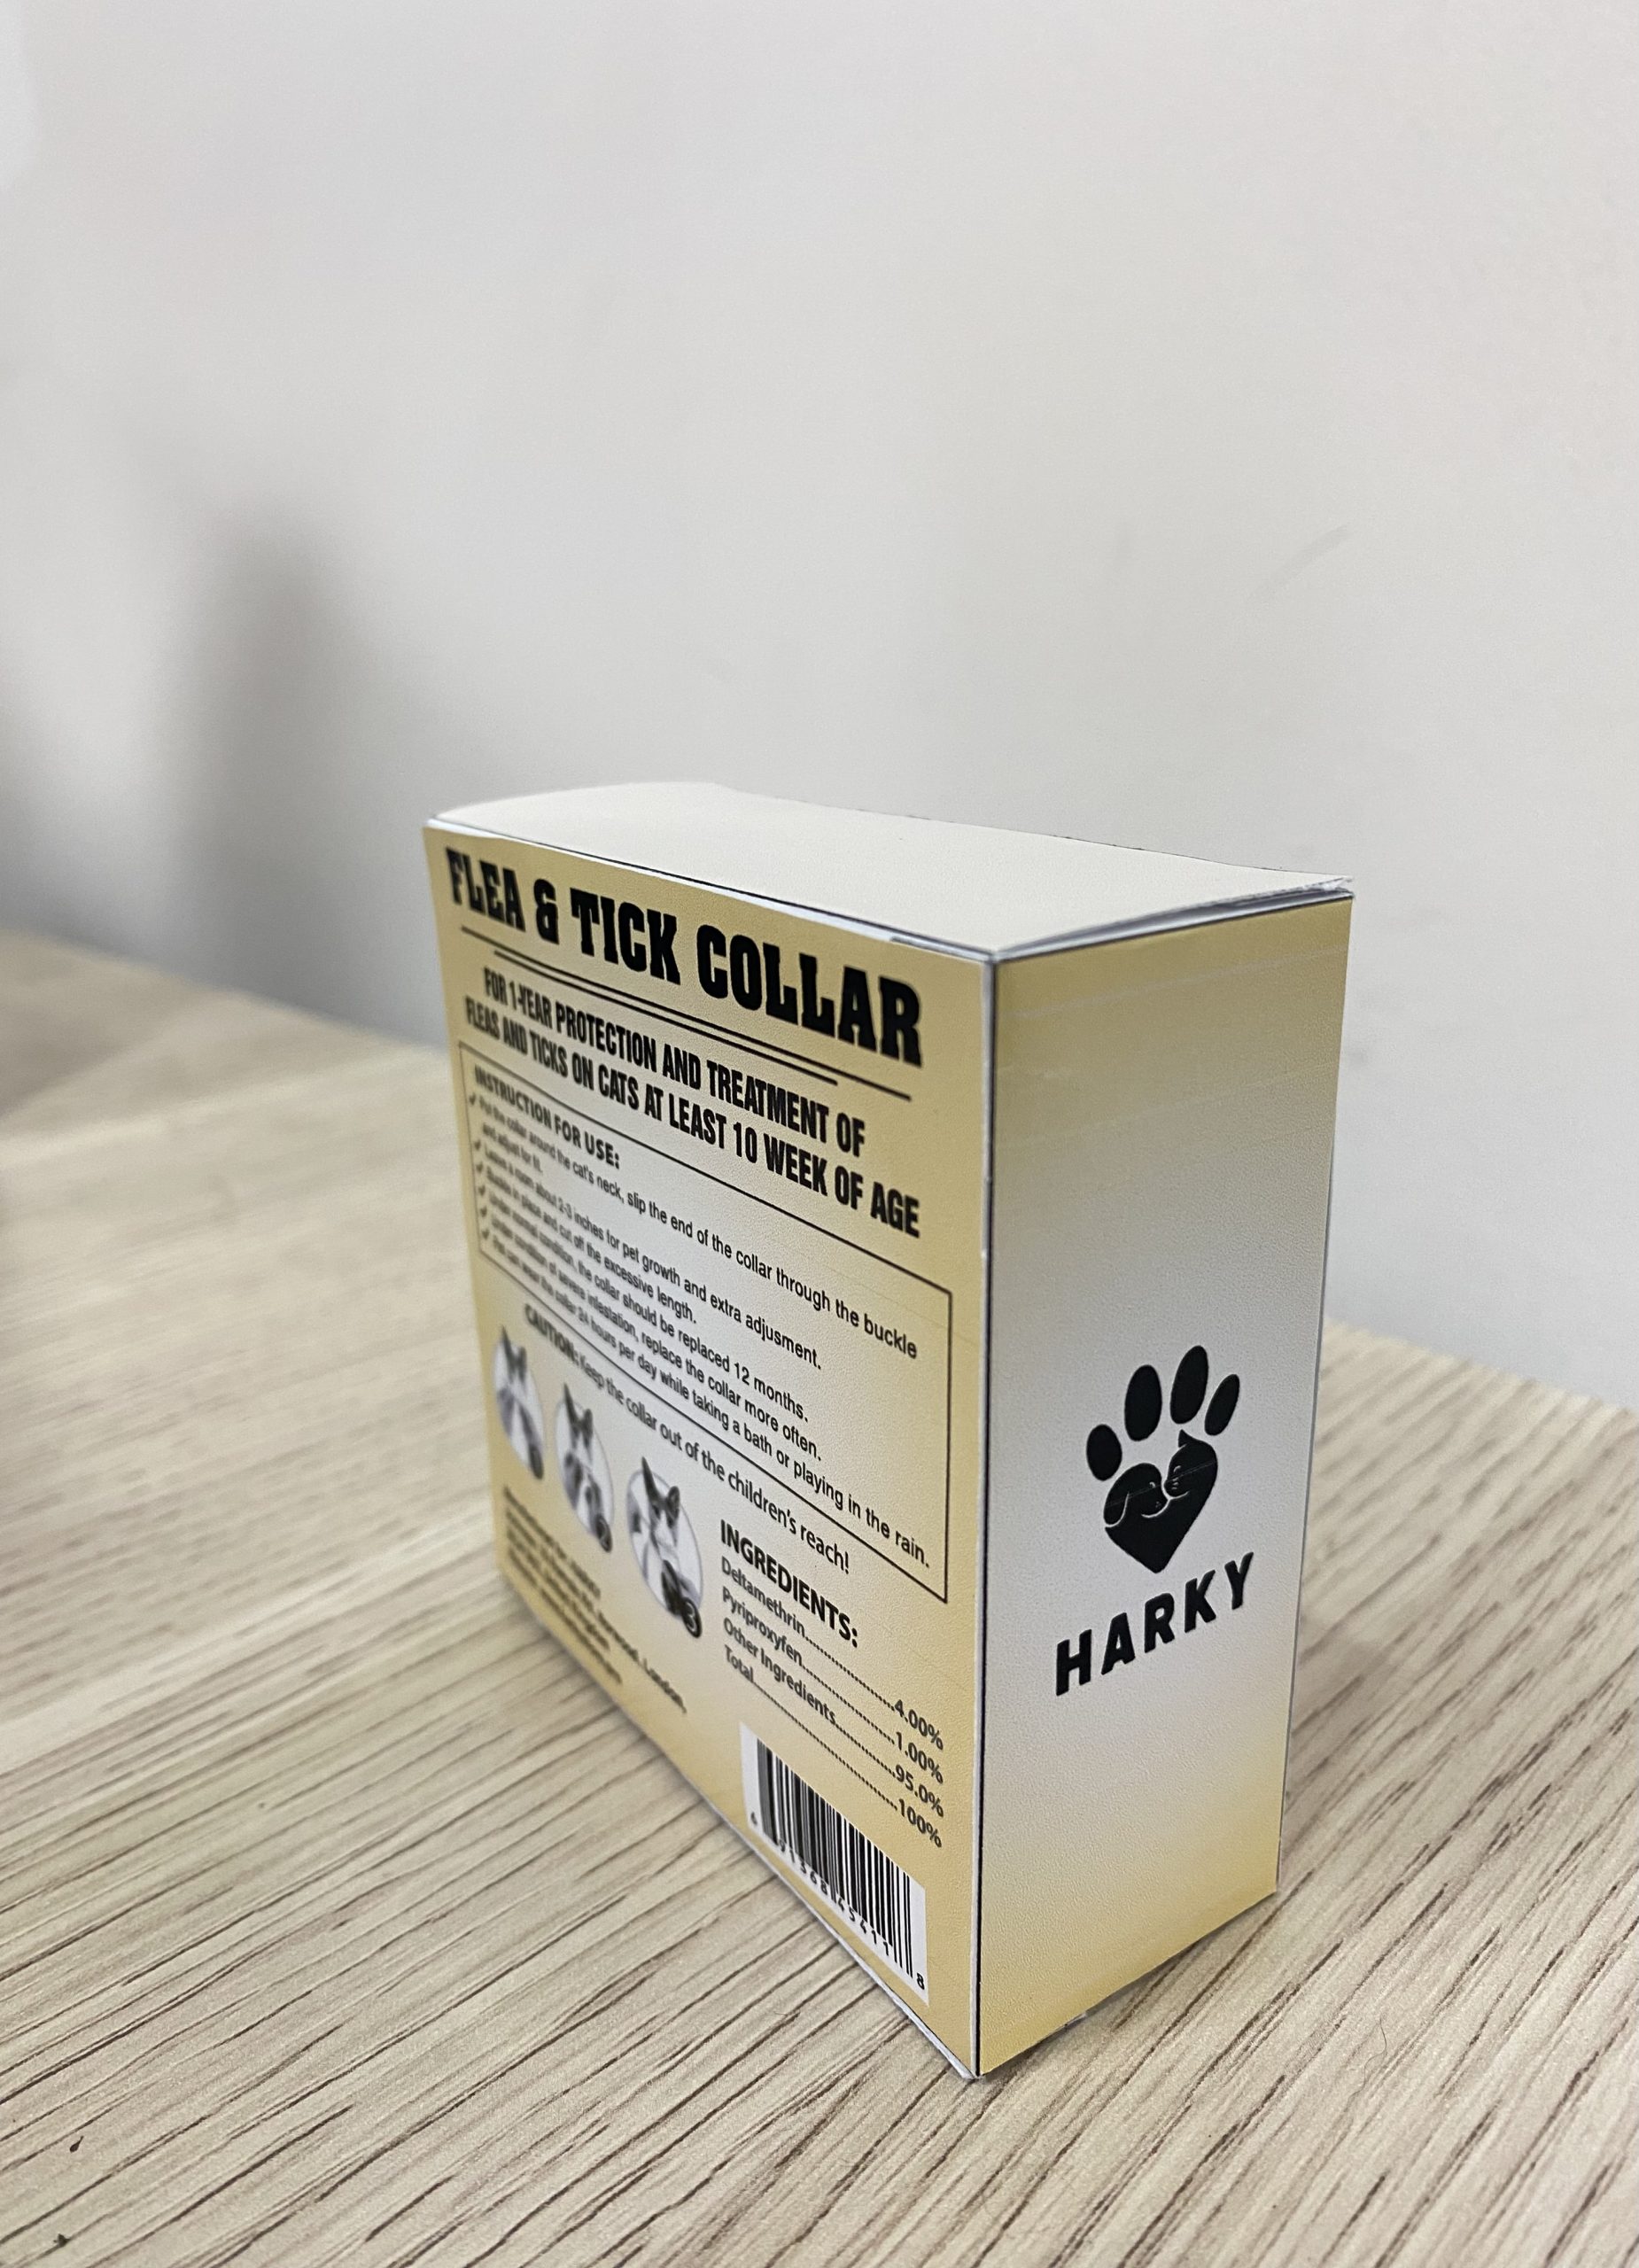 FLEA & TICK COLLAR
FOR 1-YEAR PROTECTION AND TREATMENT OF
FLEAS AND TICKS ON CATS AT LEAST 10 WEEK OF AGE
INSTRUCTION FOR USE:
✓ Put the collar around the cat's neck, slip the end of the collar through the buckle
and adjust for fit.
✓ Leave a room about 2-3 inches for pet growth and extra adjusment.
✓ Buckle in place and cut off the excessive length.
✓ Under normal condition, the collar should be replaced 12 months.
✓ Under condition of severe infestation, replace the collar more often.
✓ Pets can wear the collar 24 hours per day while taking a bath or playing in the rain.
CAUTION: Keep the collar out of the children's reach!
3
INGREDIENTS:
Deltamethrin..............4.00%
Pyriproxyfen..............1.00%
Other Ingredients..........95.0%
Total......................100%
London
8
HARKY